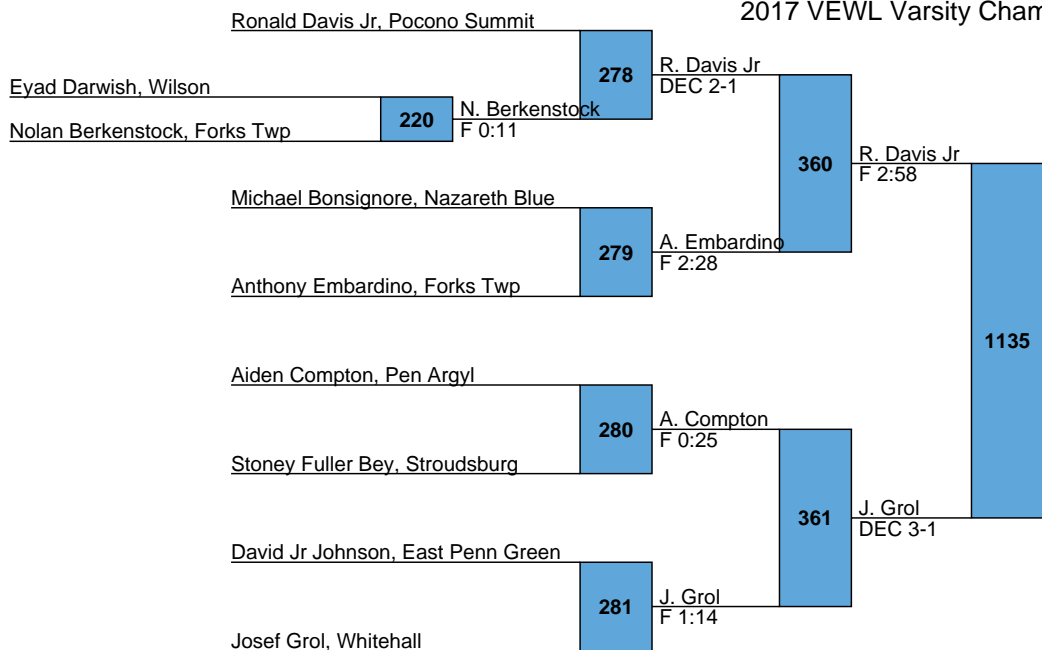 2017 VEWL Varsity Cham
Ronald Davis Jr, Pocono Summit
278
R. Davis Jr
DEC 2-1
Eyad Darwish, Wilson
220
N. Berkenstock
F 0:11
Nolan Berkenstock, Forks Twp
360
R. Davis Jr
F 2:58
Michael Bonsignore, Nazareth Blue
279
A. Embardino
F 2:28
Anthony Embardino, Forks Twp
1135
Aiden Compton, Pen Argyl
280
A. Compton
F 0:25
Stoney Fuller Bey, Stroudsburg
361
J. Grol
DEC 3-1
David Jr Johnson, East Penn Green
281
J. Grol
F 1:14
Josef Grol, Whitehall